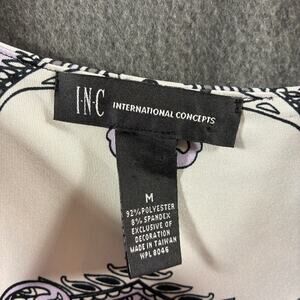 I·N·C INTERNATIONAL CONCEPTS
M
92% POLYESTER
8% SPANDEX
EXCLUSIVE OF
DECORATION
MADE IN TAIWAN
WPL 8046